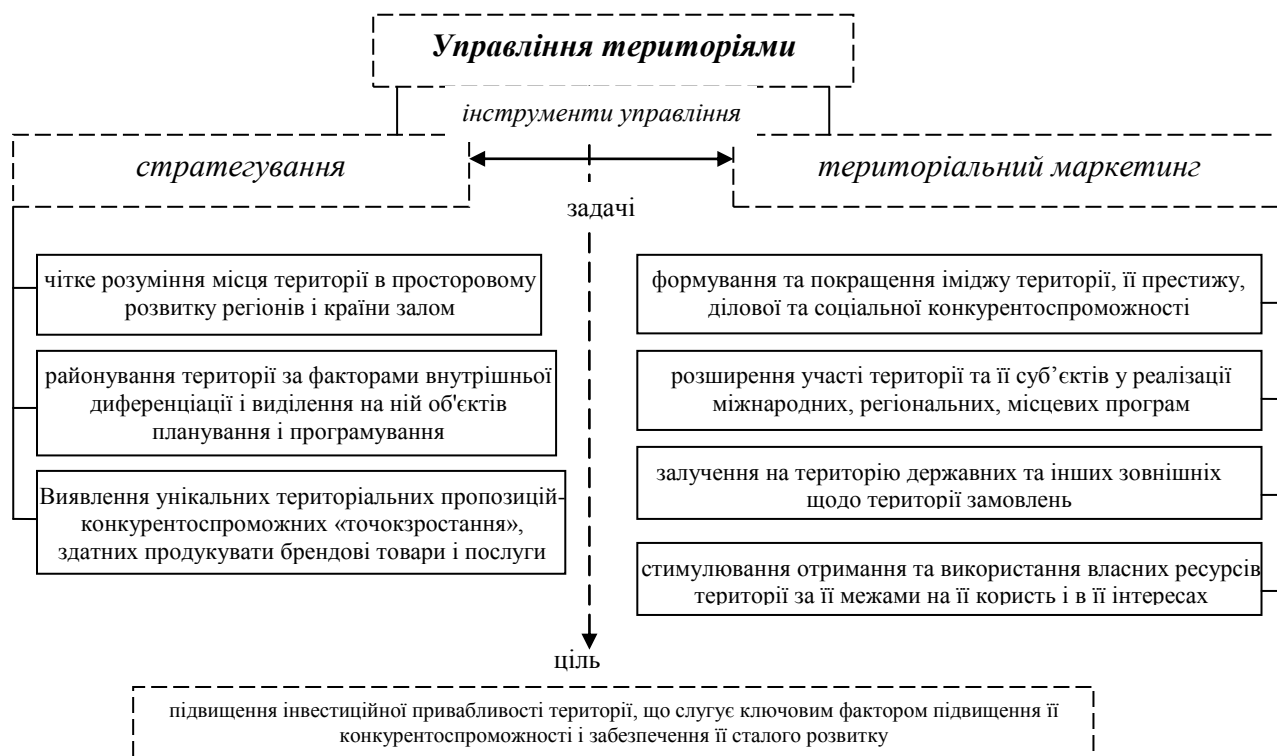 Управління територіями
інструменти управління
стратегування
територіальний маркетинг
задачі
чітке розуміння місця території в просторовому
розвитку регіонів і країни залом
районування території за факторами внутрішньої
диференціації і виділення на ній об'єктів
планування і програмування
Виявлення унікальних територіальних пропозицій-
конкурентоспроможних «точокзростання»,
здатних продукувати брендові товари і послуги
формування та покращення іміджу території, її престижу,
ділової та соціальної конкурентоспроможності
розширення участі території та її суб’єктів у реалізації
міжнародних, регіональних, місцевих програм
залучення на територію державних та інших зовнішніх
щодо території замовлень
стимулювання отримання та використання власних ресурсів
території за її межами на її користь і в її інтересах
ціль
підвищення інвестиційної привабливості території, що слугує ключовим фактором підвищення її
конкурентоспроможності і забезпечення її сталого розвитку